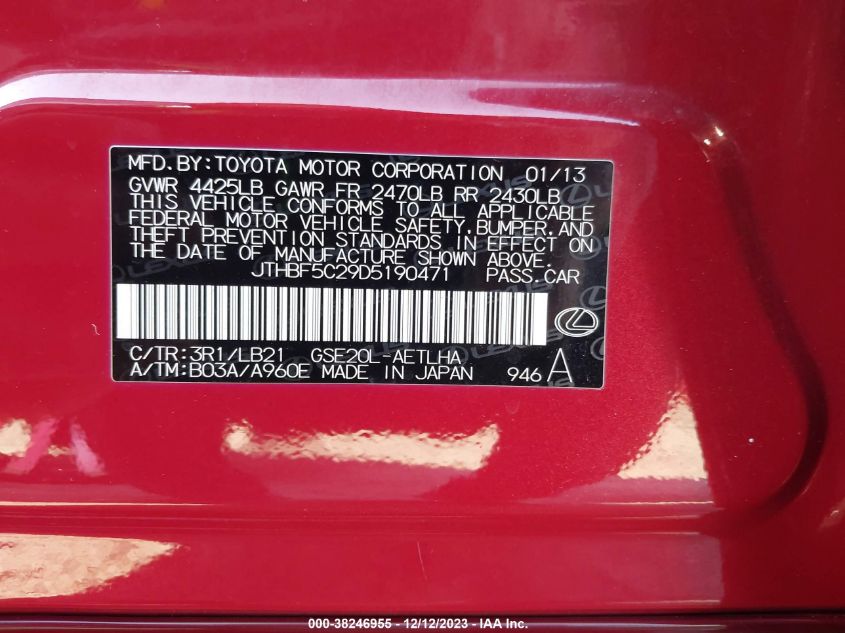 MFD.BY:TOYOTA MOTOR CORPORATION 01/13
GVWR 4425LB GAWR FR 2470LB RR 2430LB
THIS VEHICLE CONFORMS TO ALL APPLICABLE
FEDERAL MOTOR VEHICLE SAFETY,BUMPER,AND
THEFT PREVENTION STANDARDS IN EFFECT ON
THE DATE OF MANUFACTURE SHOWN ABOVE.
JTHBF5C29D5190471 PASS.CAR
C/TR:3R1/LB21 GSE20L-AETLHA
A/TM:B03A/A960E MADE IN JAPAN 946 A
000-38246955 - 12/12/2023 - IAA Inc.